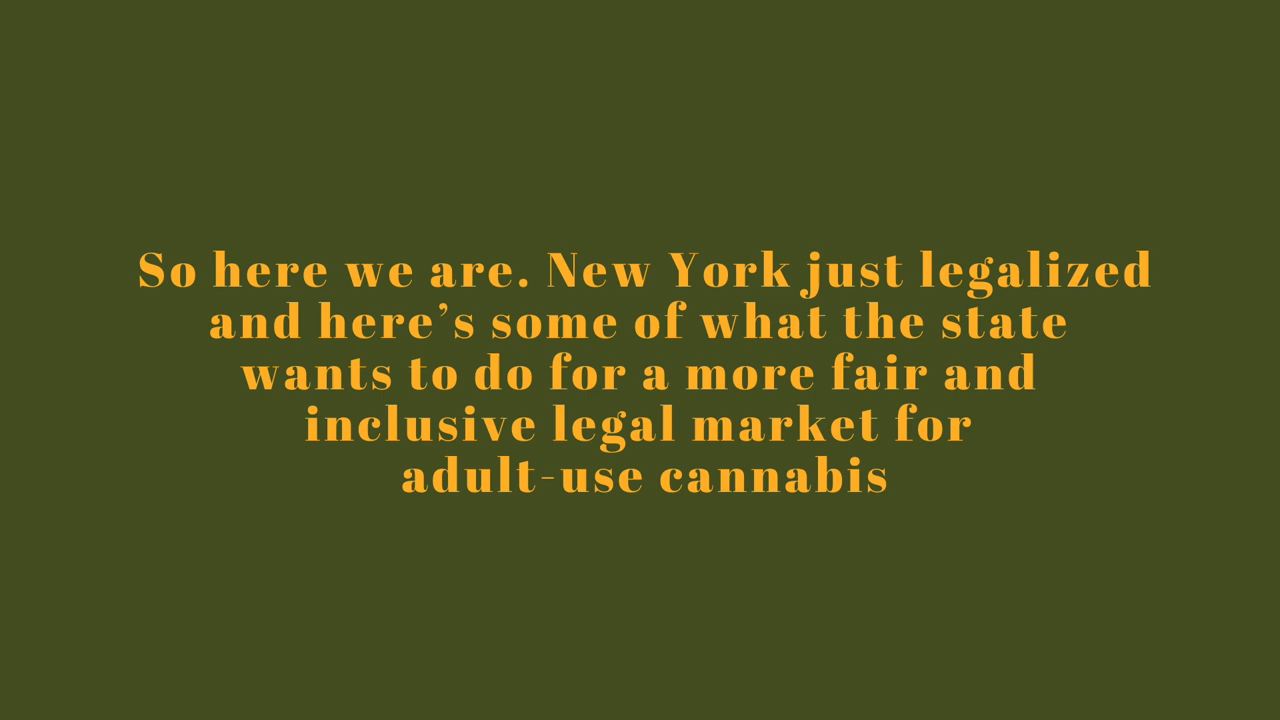 So here we are. New York just legalized
and here’s some of what the state
wants to do for a more fair and
inclusive legal market for
adult-use cannabis